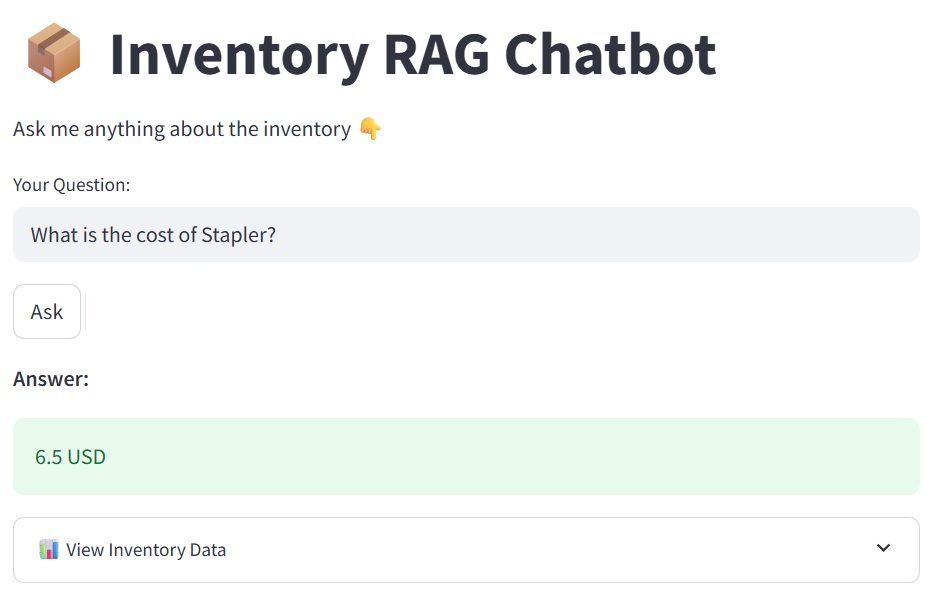 Inventory RAG Chatbot
Ask me anything about the inventory 👇
Your Question:
What is the cost of Stapler?
Ask
Answer:
6.5 USD
View Inventory Data